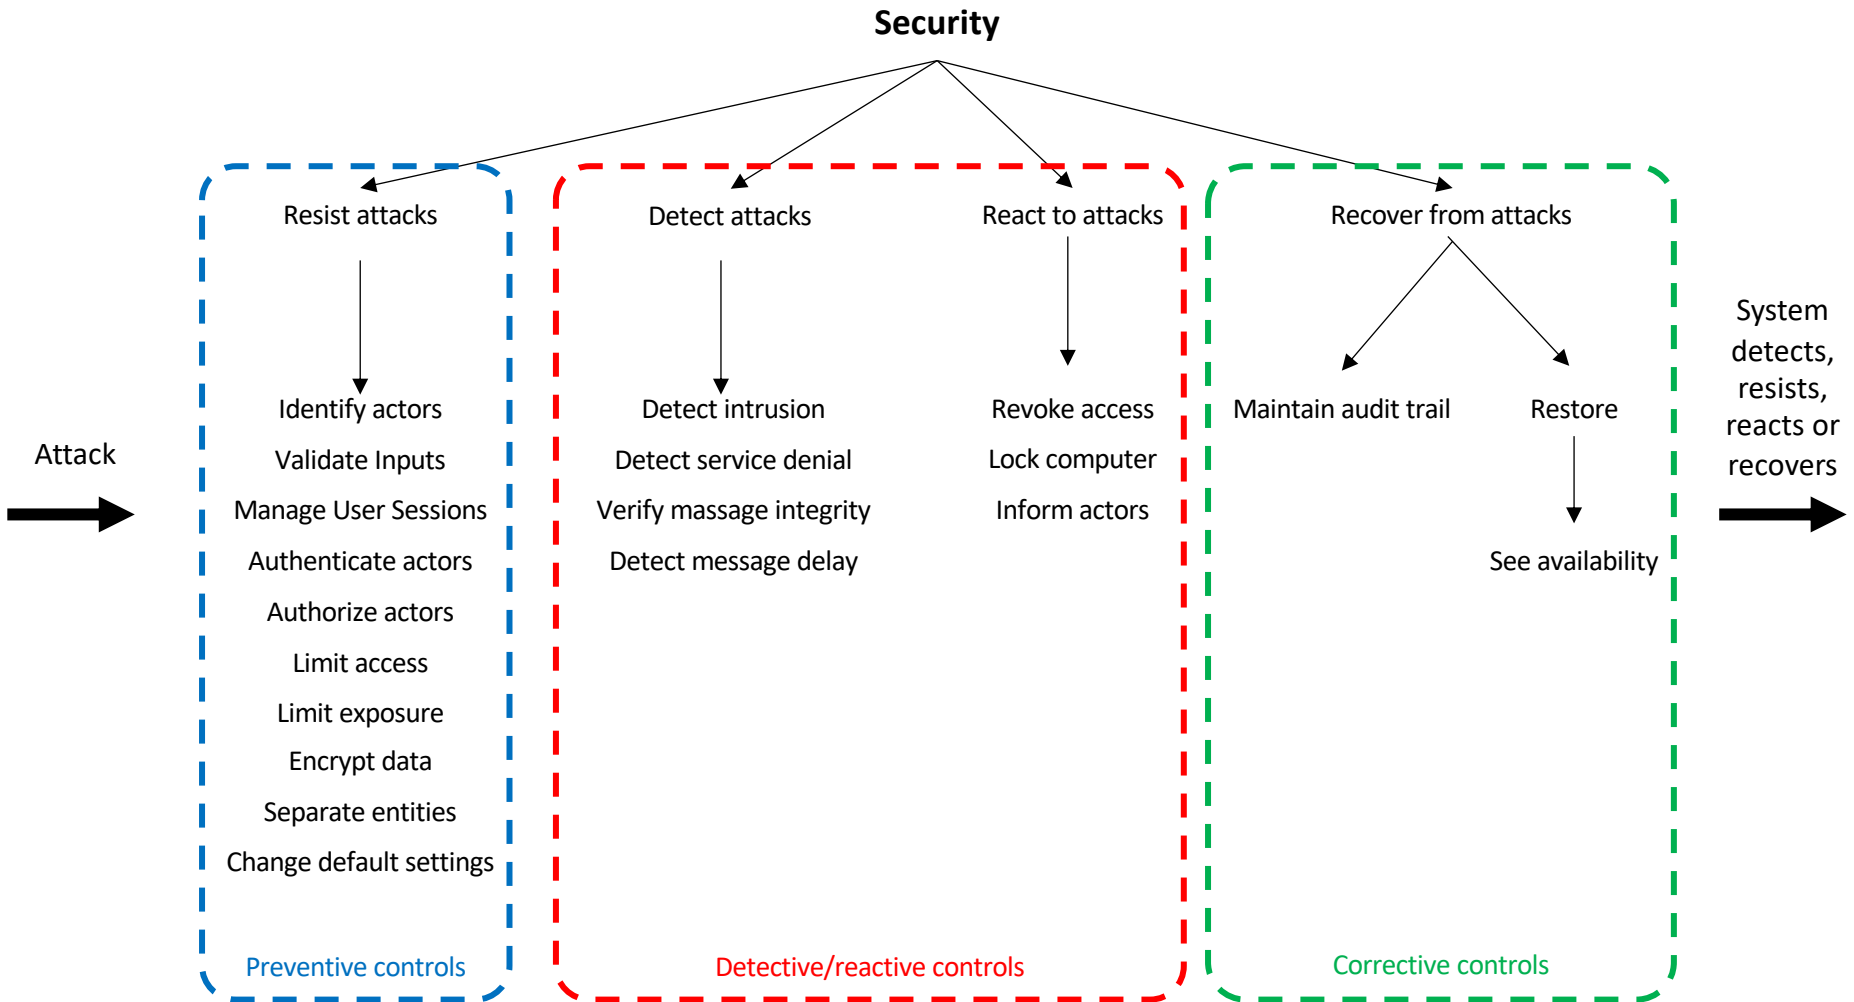 Security
Attack
Resist attacks
Identify actors
Validate Inputs
Manage User Sessions
Authenticate actors
Authorize actors
Limit access
Limit exposure
Encrypt data
Separate entities
Change default settings
Preventive controls
Detect attacks
Detect intrusion
Detect service denial
Verify massage integrity
Detect message delay
React to attacks
Revoke access
Lock computer
Inform actors
Detective/reactive controls
Recover from attacks
Maintain audit trail
Restore
See availability
Corrective controls
System
detects,
resists,
reacts or
recovers